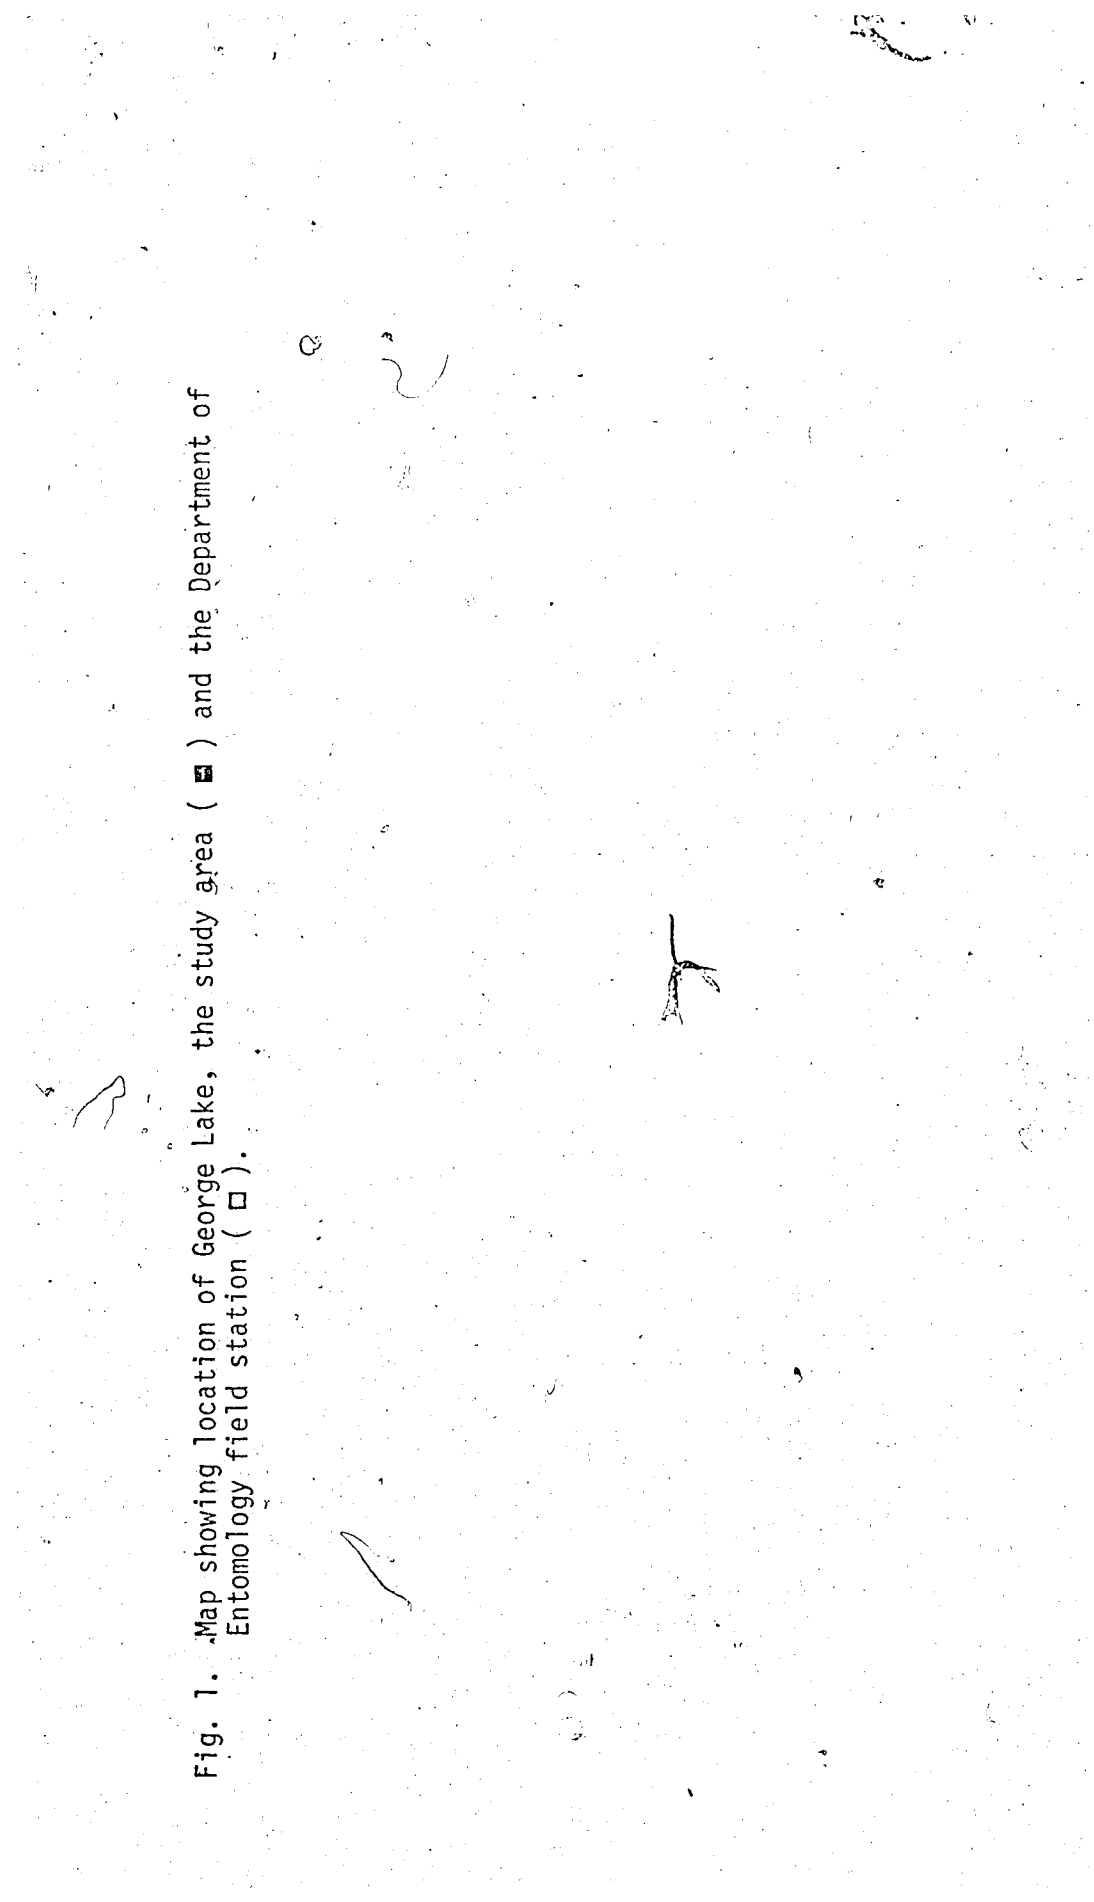 Fig. 1. Map showing location of George Lake, the study area ( ■ ) and the Department of
Entomology field station ( □ ).